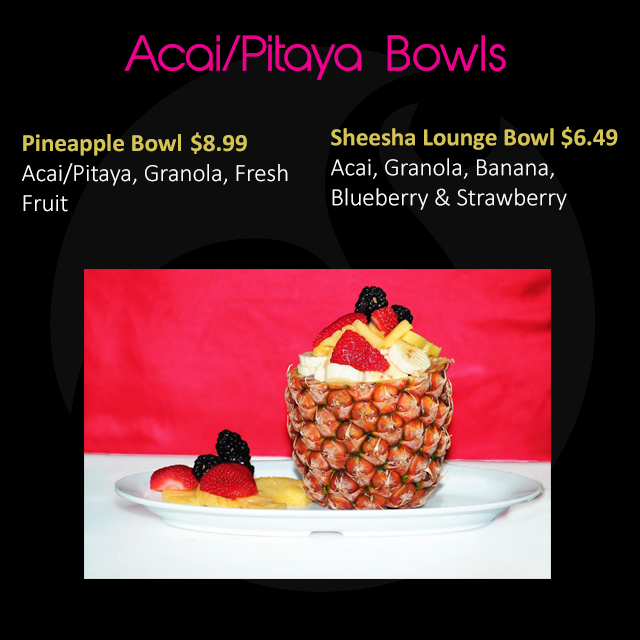 Acai/Pitaya Bowls
Pineapple Bowl $8.99
Acai/Pitaya, Granola, Fresh
Fruit
Sheesha Lounge Bowl $6.49
Acai, Granola, Banana,
Blueberry & Strawberry